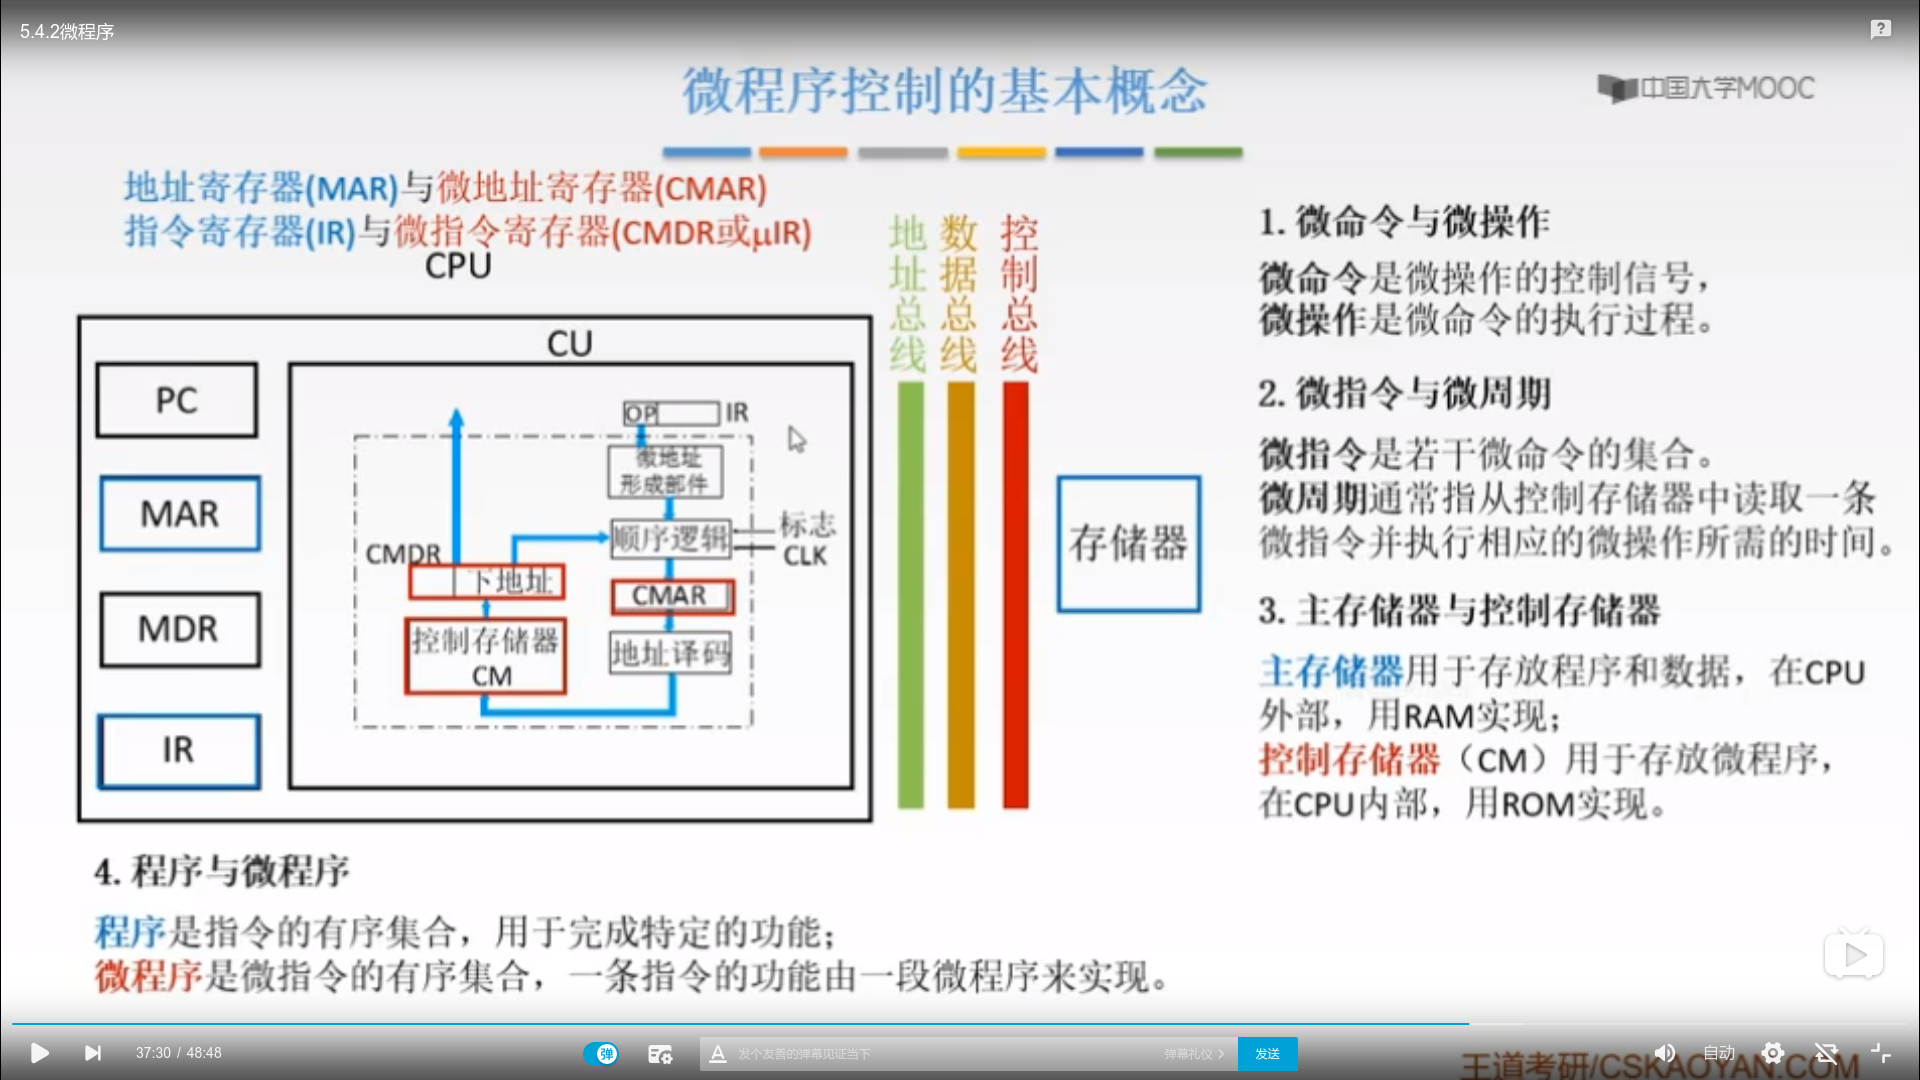 5.4.2微程序
微程序控制的基本概念
中国大学MOOC
地址寄存器(MAR)与微地址寄存器(CMAR)
指令寄存器(IR)与微指令寄存器(CMDR或μIR)
CPU
CU
PC
MAR
MDR
IR
OP
IR
微地址
形成部件
顺序逻辑
标志
CLK
CMDR
下地址
CMAR
控制存储器
CM
地址译码
地址总线
数据总线
控制总线
存储器
1. 微命令与微操作
微命令是微操作的控制信号，
微操作是微命令的执行过程。
2. 微指令与微周期
微指令是若干微命令的集合。
微周期通常指从控制存储器中读取一条
微指令并执行相应的微操作所需的时间。
3. 主存储器与控制存储器
主存储器用于存放程序和数据，在CPU
外部，用RAM实现；
控制存储器（CM）用于存放微程序，
在CPU内部，用ROM实现。
4. 程序与微程序
程序是指令的有序集合，用于完成特定的功能；
微程序是微指令的有序集合，一条指令的功能由一段微程序来实现。
37:30 / 48:48
弹
A
发个友善的弹幕见证当下
弹幕礼仪 >
发送
自动
王道考研/CSKAOYAN.COM